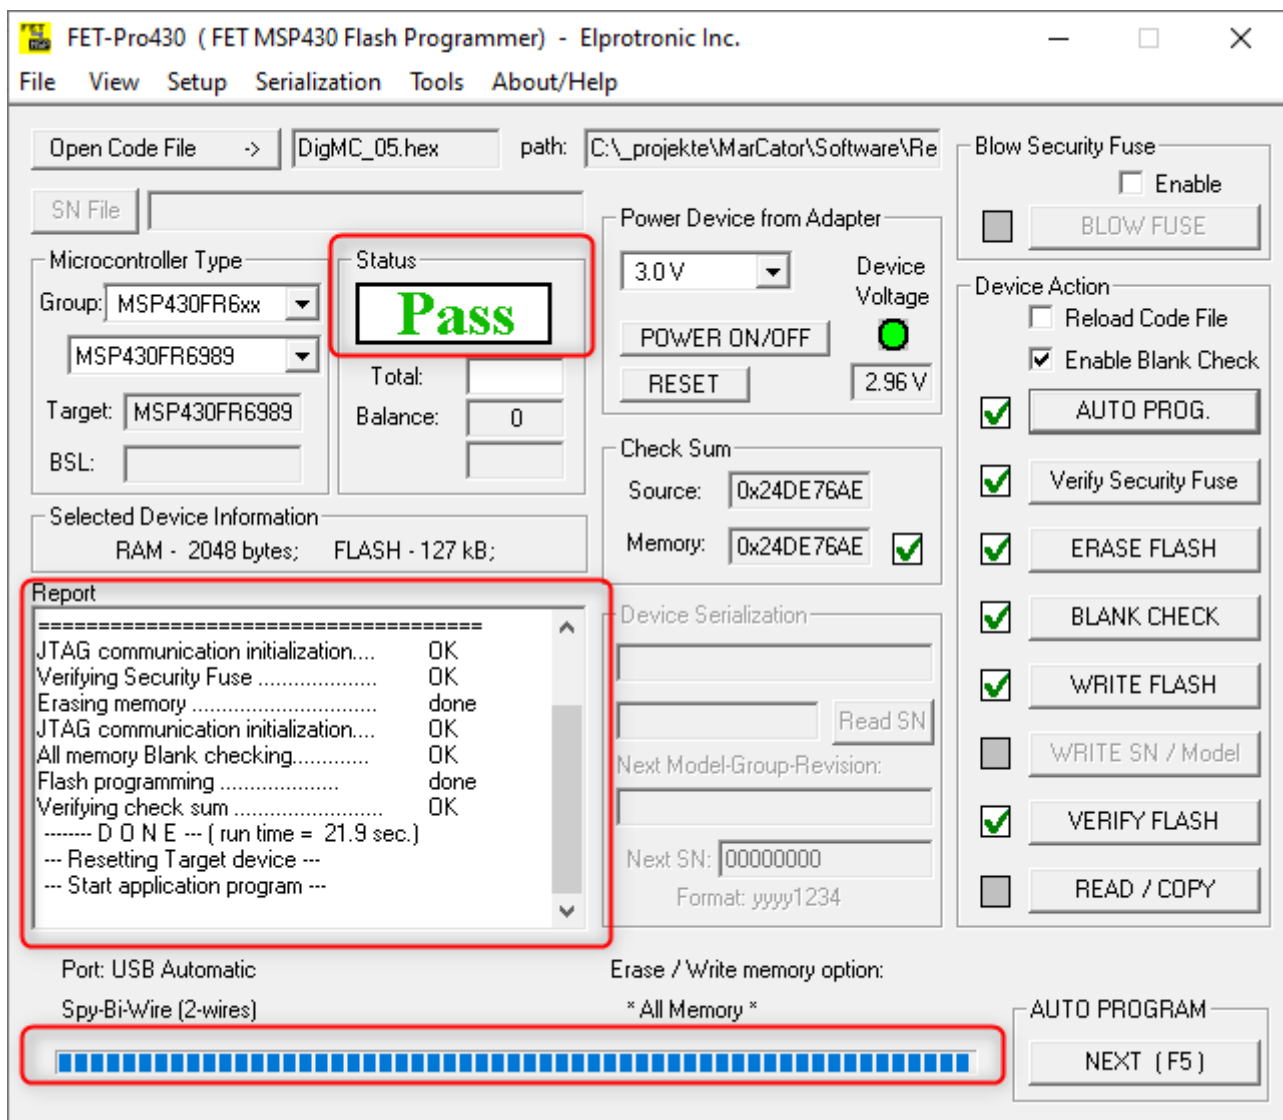 FET-Pro430 ( FET MSP430 Flash Programmer) - Elprotronic Inc.
File View Setup Serialization Tools About/Help
Open Code File -> DigMC_05.hex path: C:\_projekte\MarCator\Software\Re
SN File
Microcontroller Type
Group: MSP430FR6xx
MSP430FR6989
Target: MSP430FR6989
BSL:
Status
Pass
Total:
Balance: 0
Selected Device Information
RAM - 2048 bytes; FLASH - 127 kB;
Power Device from Adapter
3.0 V
Device
Voltage
POWER ON/OFF
RESET
2.96 V
Check Sum
Source: 0x24DE76AE
Memory: 0x24DE76AE
Report
=====================================
JTAG communication initialization.... OK
Verifying Security Fuse ..................... OK
Erasing memory ............................... done
JTAG communication initialization.... OK
All memory Blank checking............. OK
Flash programming .................... done
Verifying check sum ......................... OK
-------- D O N E --- ( run time = 21.9 sec.)
--- Resetting Target device ---
--- Start application program ---
Device Serialization
Read SN
Next Model-Group-Revision:
Next SN: 00000000
Format: yyyy1234
Blow Security Fuse
Enable
BLOW FUSE
Device Action
Reload Code File
Enable Blank Check
AUTO PROG.
Verify Security Fuse
ERASE FLASH
BLANK CHECK
WRITE FLASH
WRITE SN / Model
VERIFY FLASH
READ / COPY
Port: USB Automatic
Spy-Bi-Wire (2-wires)
Erase / Write memory option:
* All Memory *
AUTO PROGRAM
NEXT ( F5 )